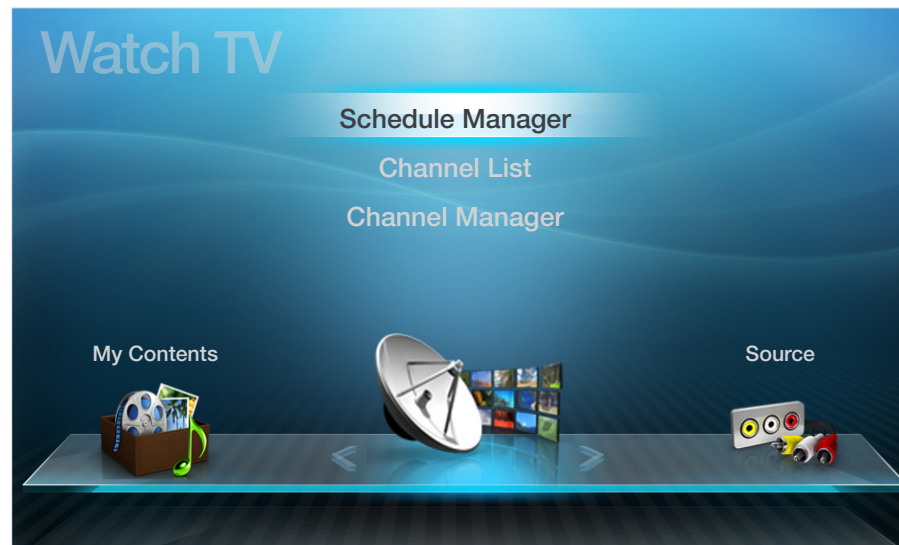 Watch TV
Schedule Manager
Channel List
Channel Manager
My Contents
Source